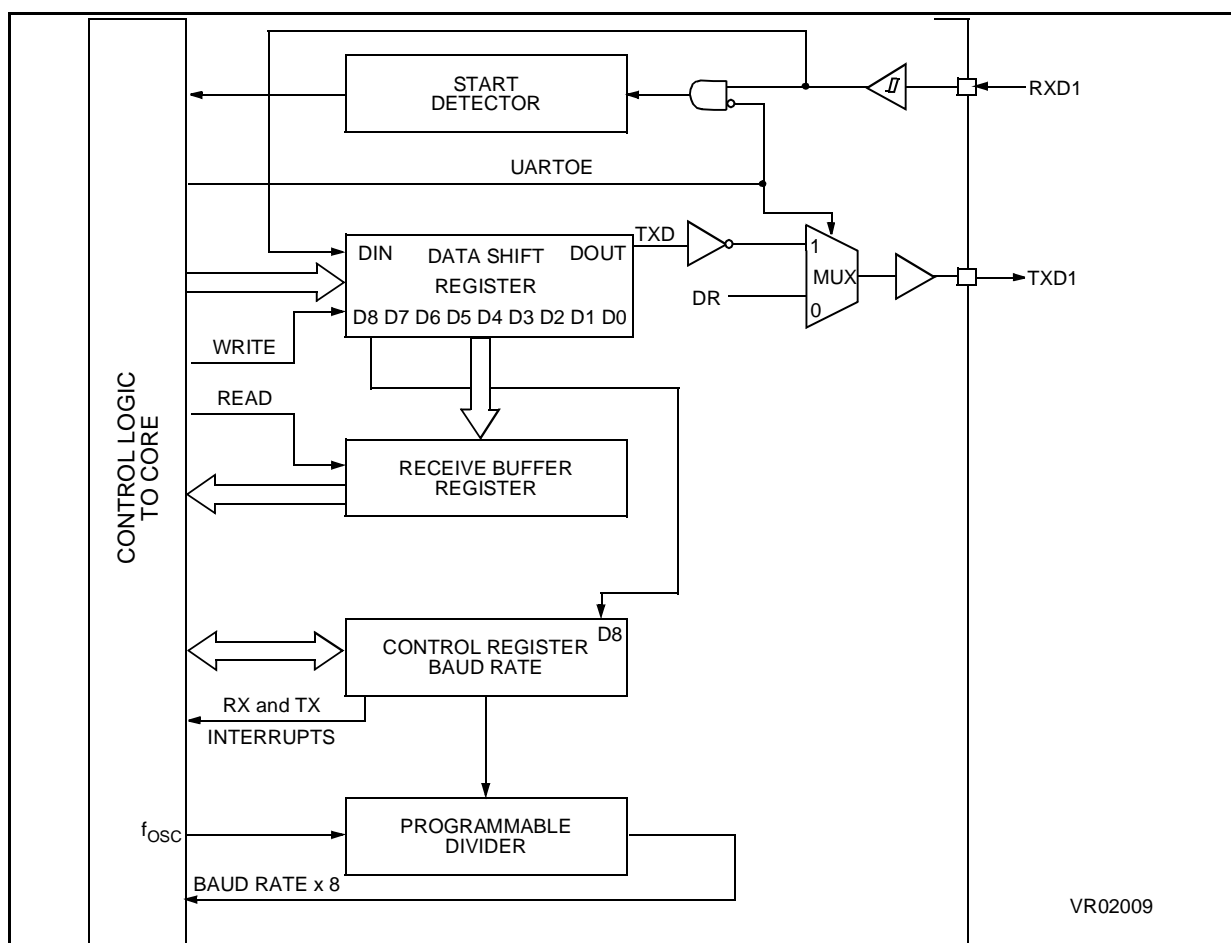 START
DETECTOR
RXD1
UARTOE
TXD
DIN DATA SHIFT DOUT
REGISTER
D8 D7 D6 D5 D4 D3 D2 D1 D0
1
MUX
0
DR
TXD1
WRITE
READ
CONTROL LOGIC
TO CORE
RECEIVE BUFFER
REGISTER
D8
CONTROL REGISTER
BAUD RATE
RX and TX
INTERRUPTS
fOSC
PROGRAMMABLE
DIVIDER
BAUD RATE x 8
VR02009